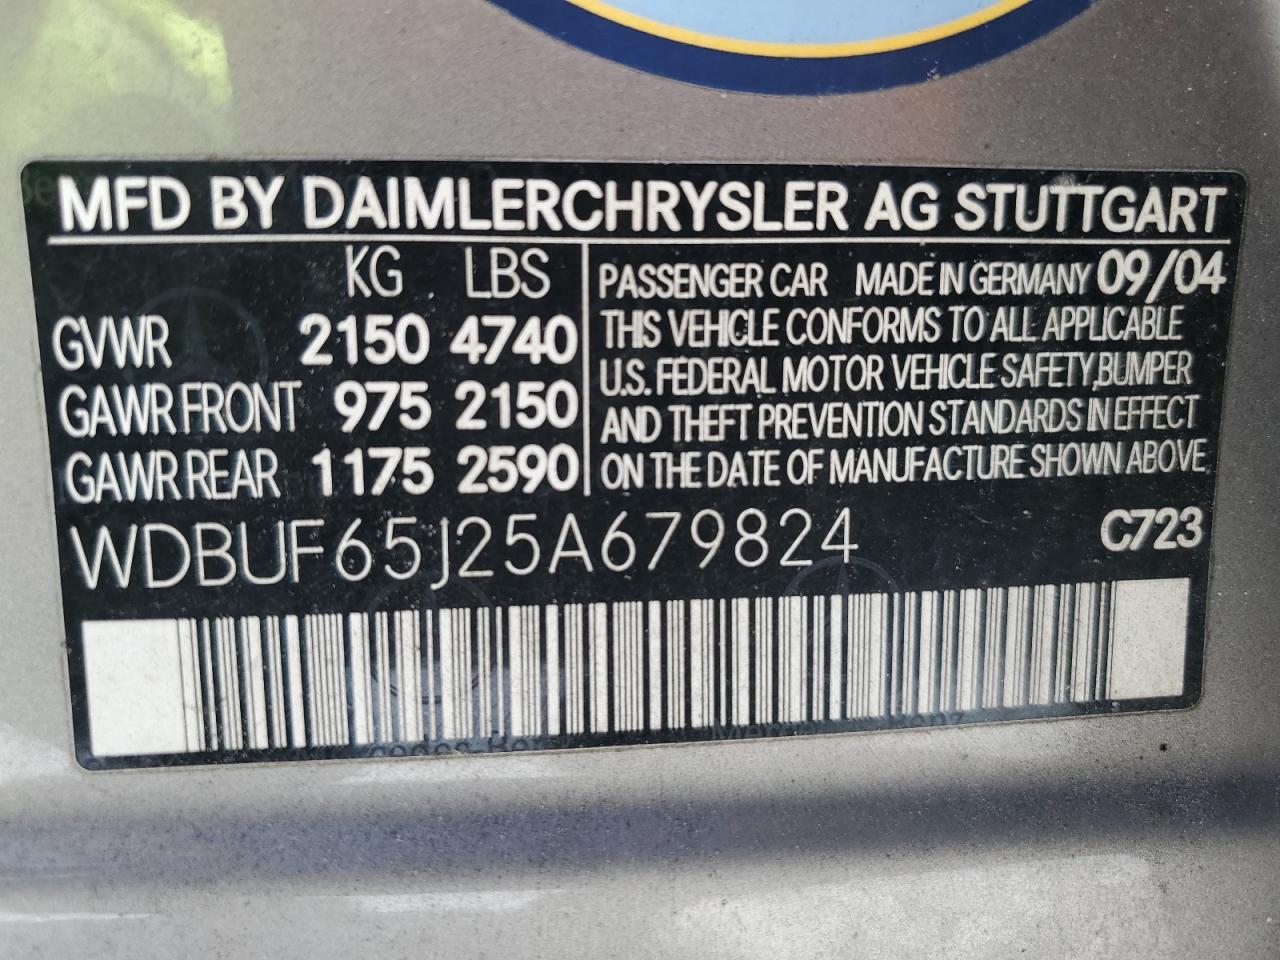 MFD BY DAIMLERCHRYSLER AG STUTTGART
KG LBS
GVWR 2150 4740
GAWR FRONT 975 2150
GAWR REAR 1175 2590
PASSENGER CAR MADE IN GERMANY 09/04
THIS VEHICLE CONFORMS TO ALL APPLICABLE
U.S. FEDERAL MOTOR VEHICLE SAFETY, BUMPER
AND THEFT PREVENTION STANDARDS IN EFFECT
ON THE DATE OF MANUFACTURE SHOWN ABOVE
WDBUF65J25A679824
C723